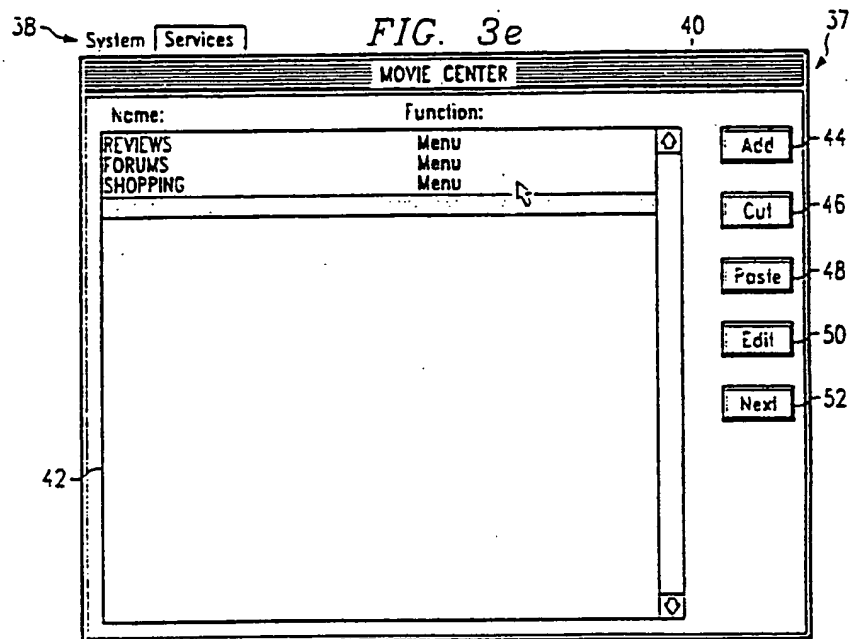 38 System Services FIG. 3e 40 37
MOVIE CENTER
Name: Function:
REVIEWS Menu
FORUMS Menu
SHOPPING Menu
Add 44
Cut 46
Paste 48
Edit 50
Next 52
42